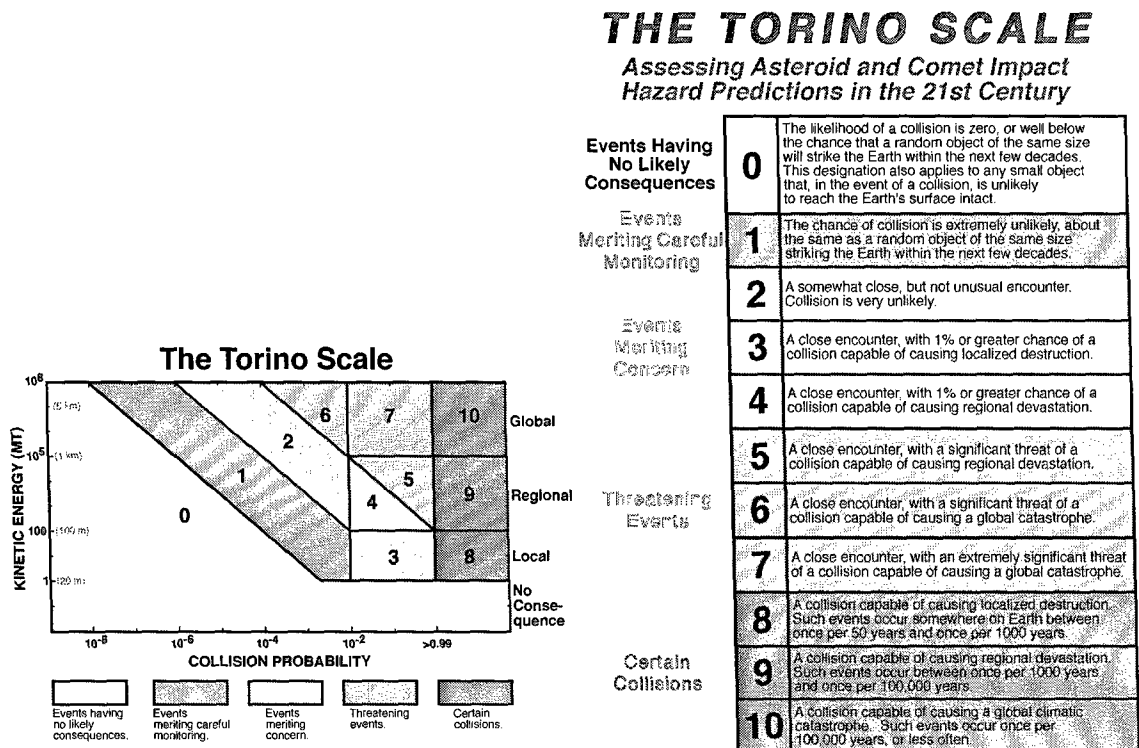 THE TORINO SCALE
Assessing Asteroid and Comet Impact
Hazard Predictions in the 21st Century
Events Having
No Likely
Consequences
0
The likelihood of a collision is zero, or well below
the chance that a random object of the same size
will strike the Earth within the next few decades.
This designation also applies to any small object
that, in the event of a collision, is unlikely
to reach the Earth's surface intact.
Events
Meriting Careful
Monitoring
1
The chance of collision is extremely unlikely, about
the same as a random object of the same size
striking the Earth within the next few decades.
Events
Meriting
Concern
2
A somewhat close, but not unusual encounter.
Collision is very unlikely.
3
A close encounter, with 1% or greater chance of a
collision capable of causing localized destruction.
4
A close encounter, with 1% or greater chance of a
collision capable of causing regional devastation.
Threatening
Events
5
A close encounter, with a significant threat of a
collision capable of causing regional devastation.
6
A close encounter, with a significant threat of a
collision capable of causing a global catastrophe.
7
A close encounter, with an extremely significant threat
of a collision capable of causing a global catastrophe.
Certain
Collisions
8
A collision capable of causing localized destruction.
Such events occur somewhere on Earth between
once per 50 years and once per 1000 years.
9
A collision capable of causing regional devastation.
Such events occur between once per 1000 years
and once per 100,000 years.
10
A collision capable of causing a global climatic
catastrophe. Such events occur once per
100,000 years, or less often.
The Torino Scale
KINETIC ENERGY (MT)
10⁸
(5 km)
10⁵
(1 km)
100
(100 m)
1
(20 m)
0
1
2
6
7
10
5
4
9
3
8
Global
Regional
Local
No
Conse-
quence
10⁻⁸
10⁻⁶
10⁻⁴
10⁻²
>0.99
COLLISION PROBABILITY
Events having
no likely
consequences.
Events
meriting careful
monitoring.
Events
meriting
concern.
Threatening
events.
Certain
collisions.